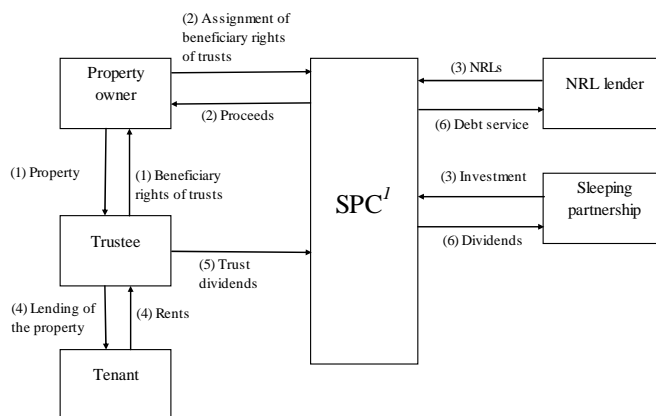 (2) Assignment of
beneficiary rights
of trusts
Property
owner
(2) Proceeds
(3) NRLs
NRL lender
(6) Debt service
(1) Property
(1) Beneficiary
rights of trusts
SPC1
(3) Investment
Sleeping
partnership
(6) Dividends
Trustee
(5) Trust
dividends
(4) Lending of
the property
(4) Rents
Tenant